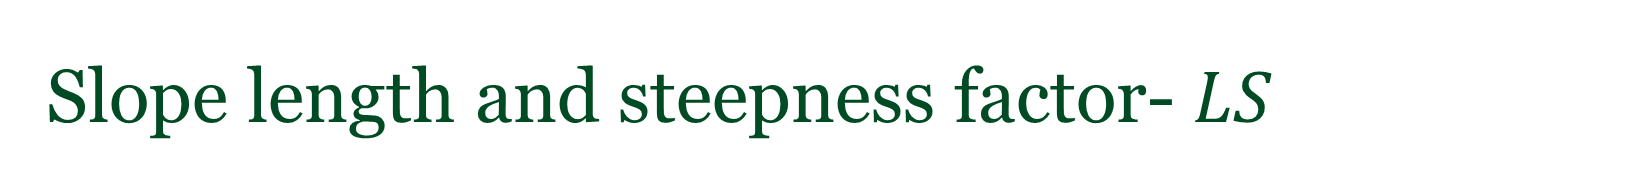 Slope length and steepness factor- LS